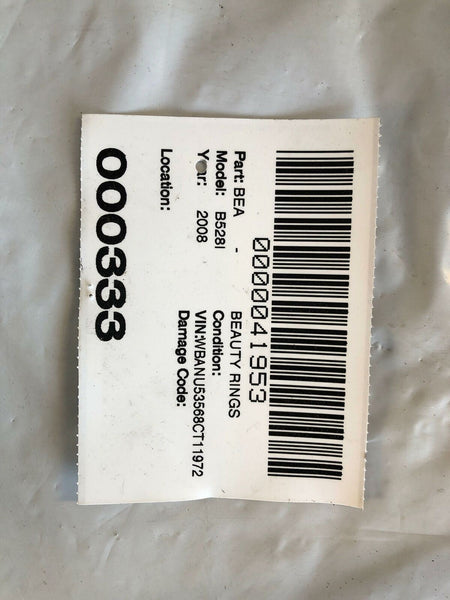 0000041953
Part: BEA - BEAUTY RINGS
Model: B528I Condition:
Year: 2008 VIN:WBANU53568CT11972
Damage Code:
Location:
000333